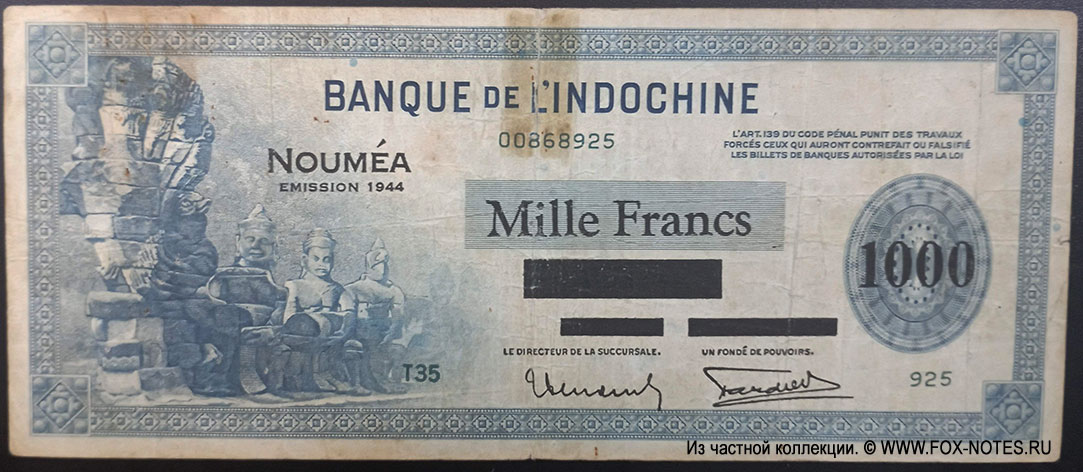 BANQUE DE L'INDOCHINE
00868925
L'ART.139 DU CODE PÉNAL PUNIT DES TRAVAUX
FORCÉS CEUX QUI AURONT CONTREFAIT OU FALSIFIÉ
LES BILLETS DE BANQUES AUTORISÉES PAR LA LOI
NOUMÉA
EMISSION 1944
Mille Francs
1000
LE DIRECTEUR DE LA SUCCURSALE.
UN FONDÉ DE POUVOIRS.
T35
925
Из частной коллекции. © WWW.FOX-NOTES.RU